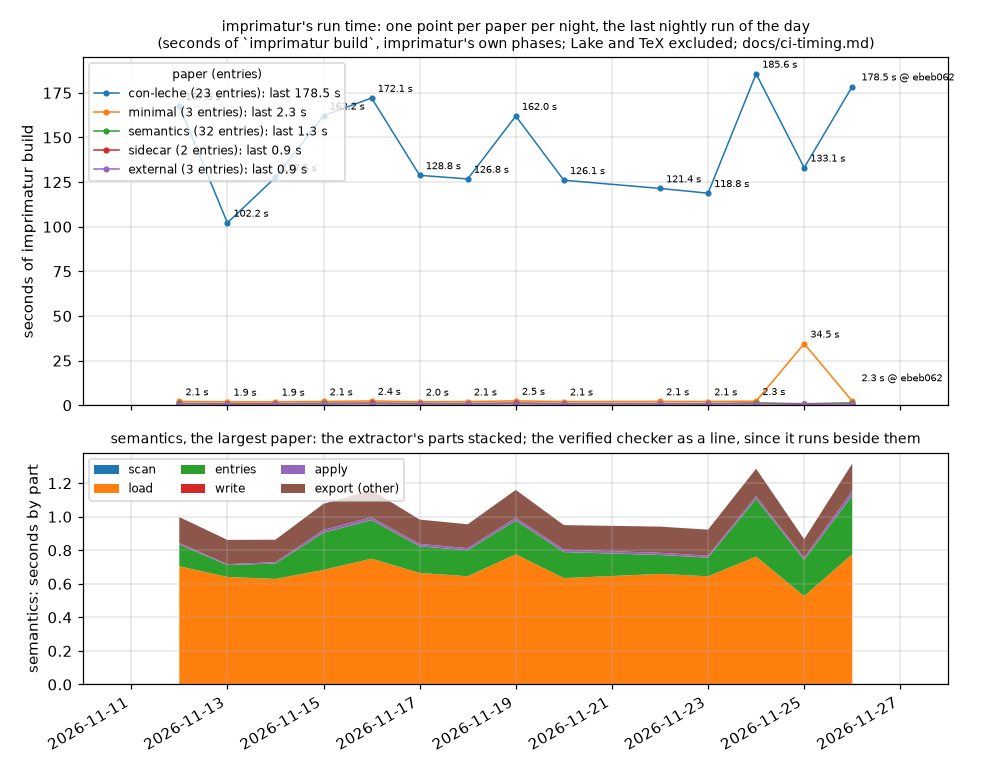 imprimatur's run time: one point per paper per night, the last nightly run of the day
(seconds of `imprimatur build`, imprimatur's own phases; Lake and TeX excluded; docs/ci-timing.md)
seconds of imprimatur build
175
150
125
100
75
50
25
0
paper (entries)
con-leche (23 entries): last 178.5 s
minimal (3 entries): last 2.3 s
semantics (32 entries): last 1.3 s
sidecar (2 entries): last 0.9 s
external (3 entries): last 0.9 s
102.2 s
172.1 s
128.8 s
126.8 s
162.0 s
126.1 s
121.4 s
118.8 s
185.6 s
133.1 s
178.5 s @ ebeb062
2.1 s
1.9 s
1.9 s
2.1 s
2.4 s
2.0 s
2.1 s
2.5 s
2.1 s
2.1 s
2.1 s
2.3 s
34.5 s
2.3 s @ ebeb062
semantics, the largest paper: the extractor's parts stacked; the verified checker as a line, since it runs beside them
semantics: seconds by part
1.2
1.0
0.8
0.6
0.4
0.2
0.0
scan
load
entries
write
apply
export (other)
2026-11-11
2026-11-13
2026-11-15
2026-11-17
2026-11-19
2026-11-21
2026-11-23
2026-11-25
2026-11-27